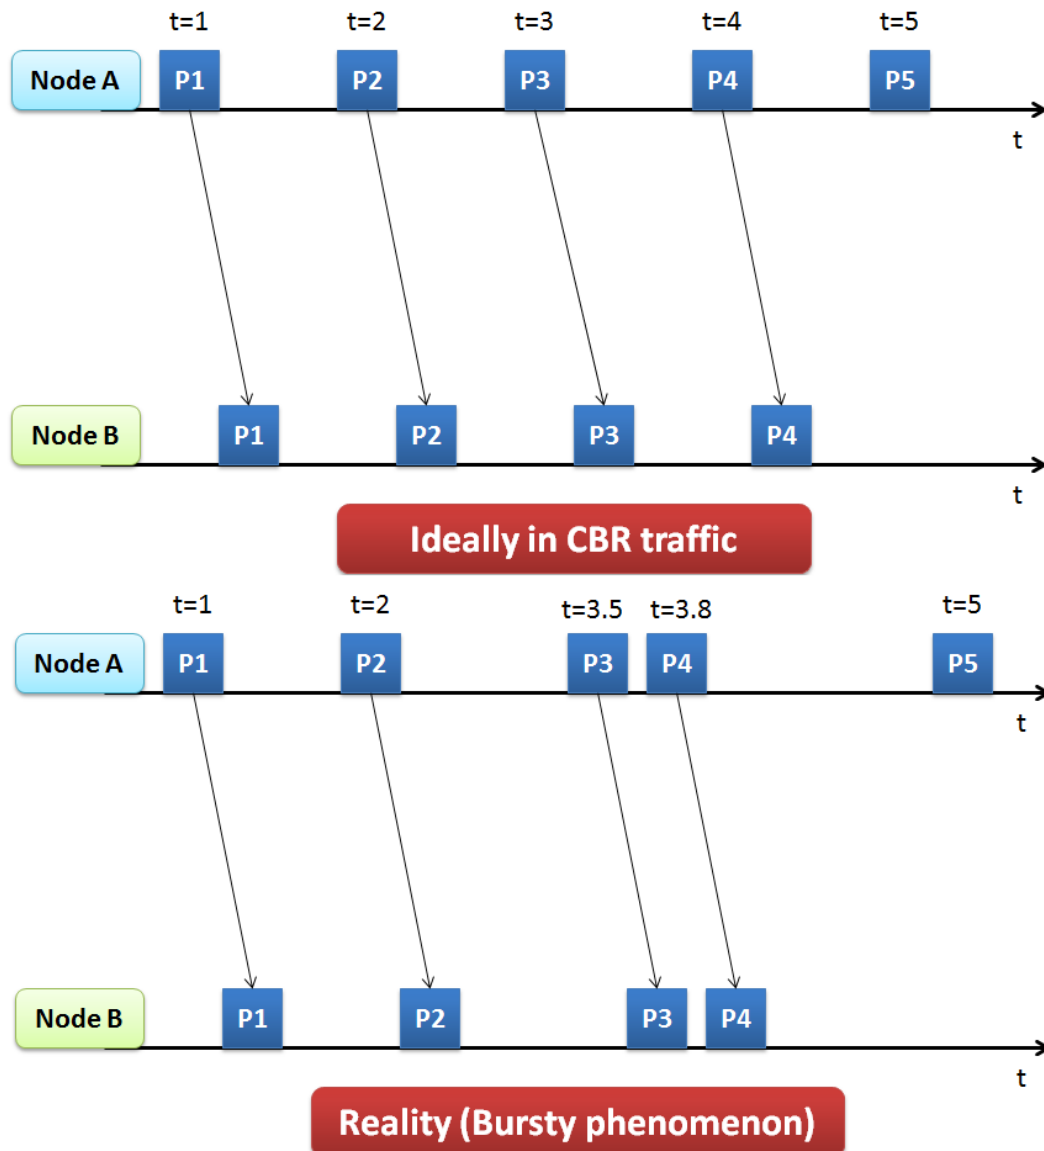 t=1 t=2 t=3 t=4 t=5
Node A P1 P2 P3 P4 P5
t
Node B P1 P2 P3 P4
t
Ideally in CBR traffic
t=1 t=2 t=3.5 t=3.8 t=5
Node A P1 P2 P3 P4 P5
t
Node B P1 P2 P3 P4
t
Reality (Bursty phenomenon)